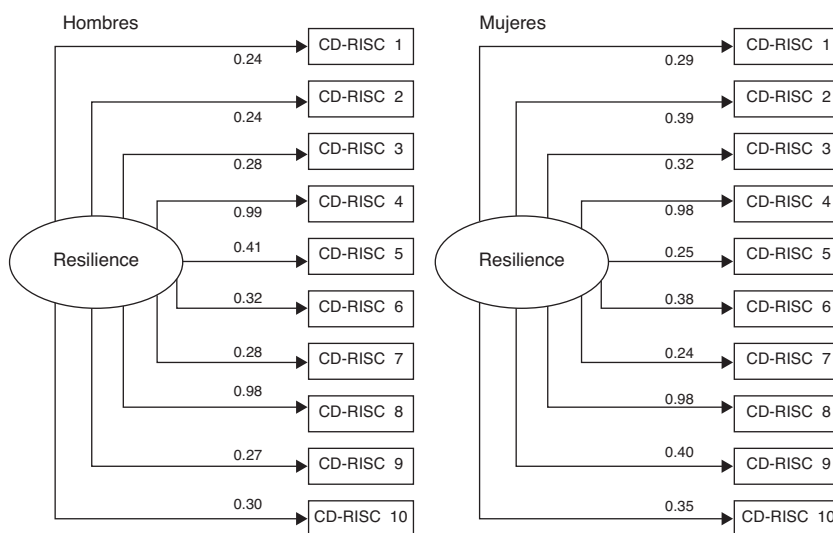 Hombres
CD-RISC 1
0.24
CD-RISC 2
0.24
CD-RISC 3
0.28
CD-RISC 4
0.99
Resilience
0.41
CD-RISC 5
0.32
CD-RISC 6
0.28
CD-RISC 7
0.98
CD-RISC 8
0.27
CD-RISC 9
0.30
CD-RISC 10
Mujeres
CD-RISC 1
0.29
CD-RISC 2
0.39
CD-RISC 3
0.32
CD-RISC 4
0.98
Resilience
0.25
CD-RISC 5
0.38
CD-RISC 6
0.24
CD-RISC 7
0.98
CD-RISC 8
0.40
CD-RISC 9
0.35
CD-RISC 10